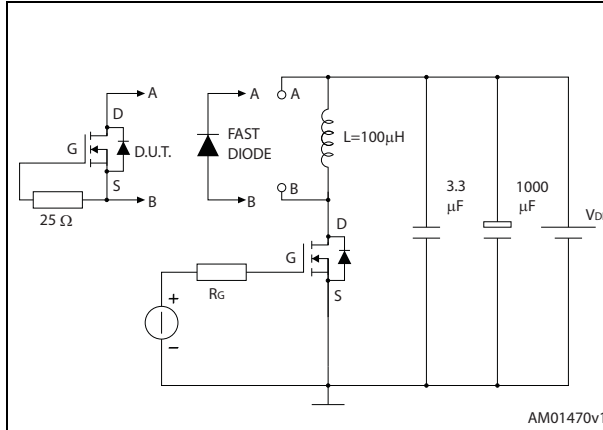 A
A
A
D
G
D.U.T.
FAST
DIODE
L=100μH
S
B
B
B
25 Ω
3.3
μF
1000
μF
D
G
S
RG
+
−
AM01470v1